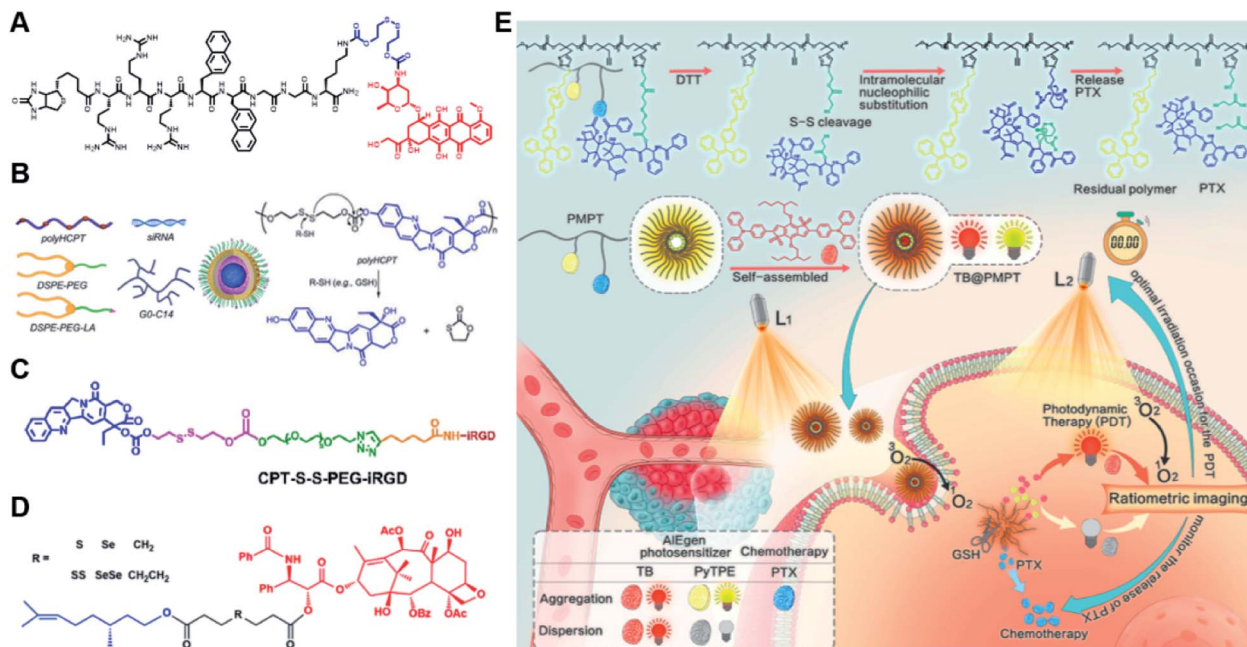 A
B
polyHCPT
siRNA
DSPE-PEG
G0-C14
DSPE-PEG-LA
R-SH
polyHCPT
R-SH (e.g., GSH)
+
C
CPT-S-S-PEG-iRGD
D
S Se CH2
R =
SS SeSe CH2CH2
E
DTT
Intramolecular
nucleophilic
substitution
Release
PTX
S-S cleavage
Residual polymer
PTX
PMPT
Self-assembled
TB@PMPT
00.00
L1
L2
optimal irradiation occasion for the PDT
3O2
1O2
Photodynamic
Therapy (PDT)
3O2
1O2
Ratiometric imaging
GSH
PTX
monitor the release of PTX
Chemotherapy
AIEgen
photosensitizer
Chemotherapy
TB PyTPE PTX
Aggregation
Dispersion